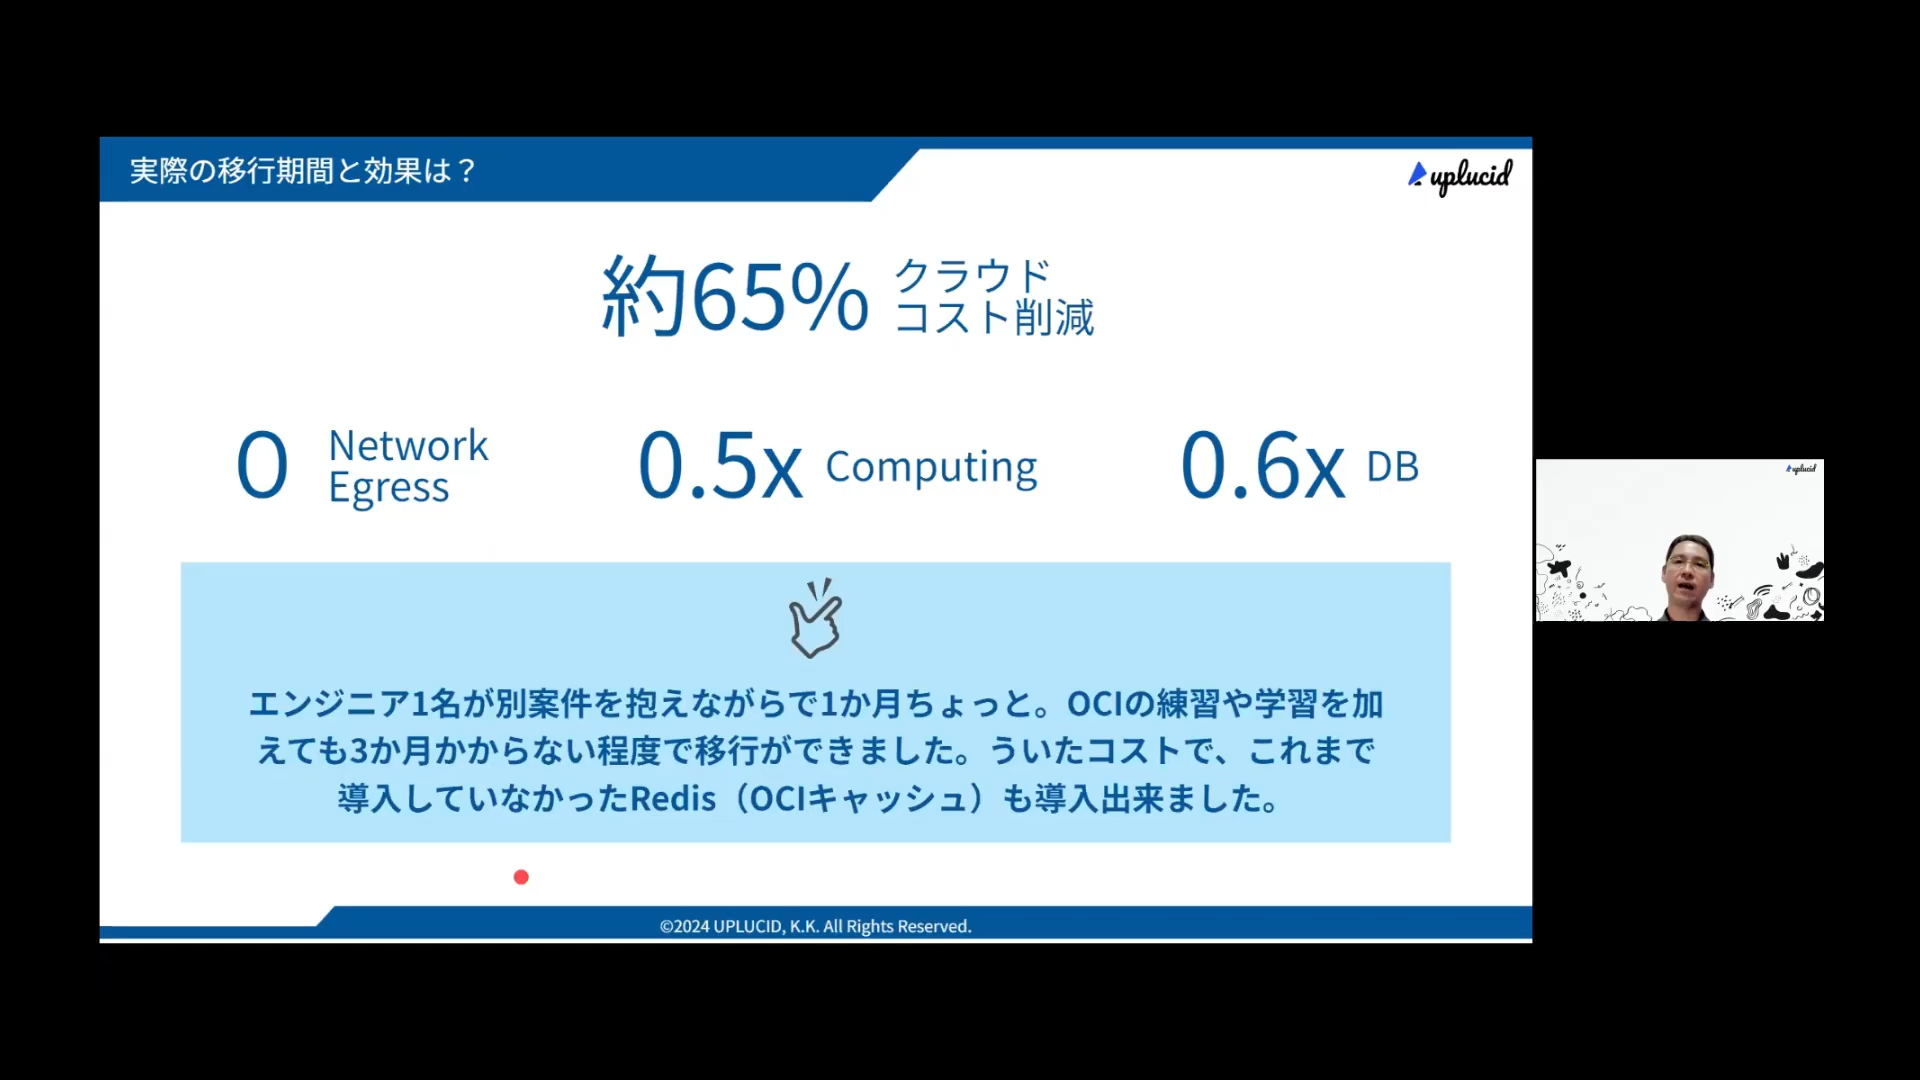 実際の移行期間と効果は？
uplucid
約65% クラウド
コスト削減
0 Network
Egress
0.5x Computing
0.6x DB
エンジニア1名が別案件を抱えながらで1か月ちょっと。OCIの練習や学習を加
えても3か月かからない程度で移行ができました。ういたコストで、これまで
導入していなかったRedis（OCIキャッシュ）も導入出来ました。
©2024 UPLUCID, K.K. All Rights Reserved.
uplucid